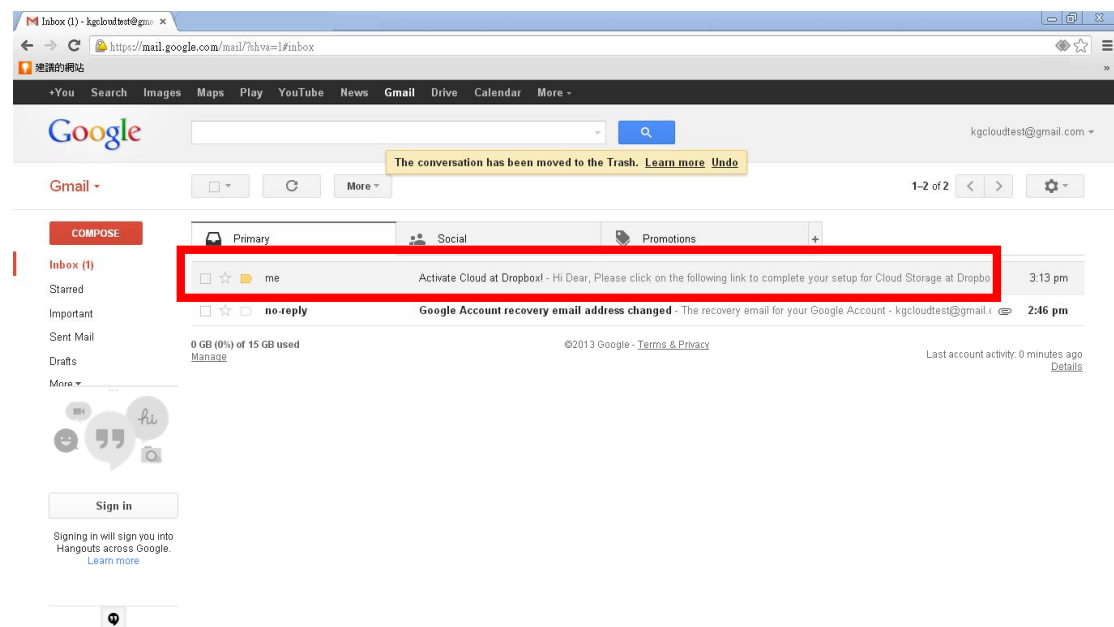 Inbox (1) - kgcloudtest@gma
https://mail.google.com/mail/?shva=1#inbox
建議的網站
+You Search Images Maps Play YouTube News Gmail Drive Calendar More
Google
kgcloudtest@gmail.com
The conversation has been moved to the Trash. Learn more Undo
Gmail
More
1–2 of 2
COMPOSE
Primary
Social
Promotions
+
Inbox (1)
me Activate Cloud at Dropbox! - Hi Dear, Please click on the following link to complete your setup for Cloud Storage at Dropbo 3:13 pm
Starred
Important
no-reply Google Account recovery email address changed - The recovery email for your Google Account - kgcloudtest@gmail.c 2:46 pm
Sent Mail
0 GB (0%) of 15 GB used
©2013 Google - Terms & Privacy
Manage
Last account activity: 0 minutes ago
Details
Drafts
More
hi
Sign in
Signing in will sign you into
Hangouts across Google.
Learn more